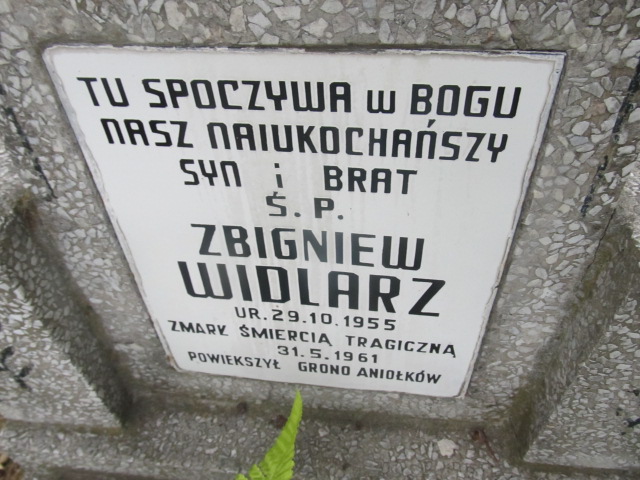 TU SPOCZYWA W BOGU
NASZ NAIUKOCHAŃSZY
SYN i BRAT
Ś. P.
ZBIGNIEW
WIDLARZ
UR. 29.10.1955
ZMARŁ ŚMIERCIĄ TRAGICZNĄ
31.5.1961
POWIEKSZYŁ GRONO ANIOŁKÓW